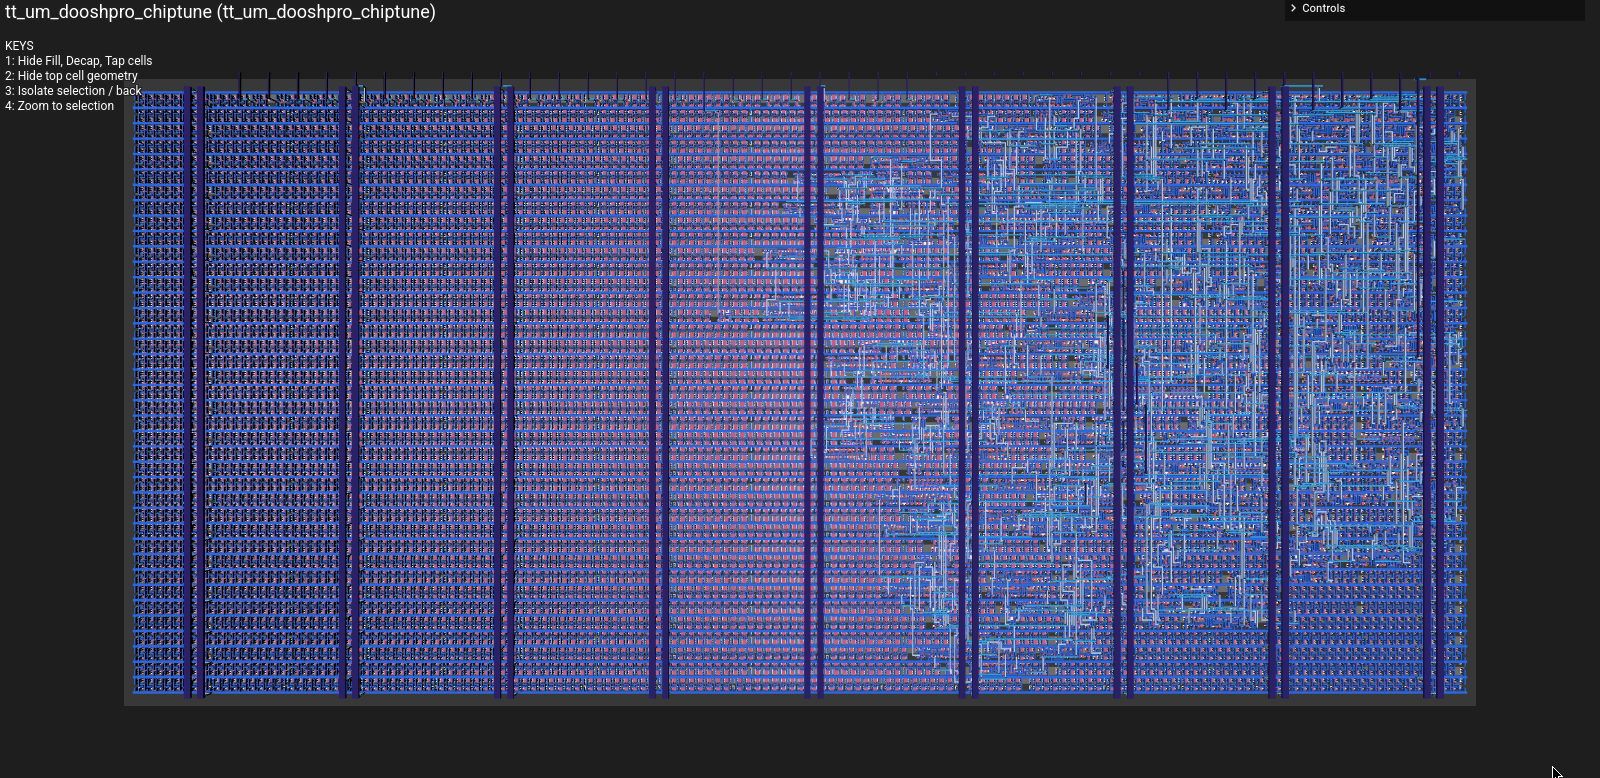 tt_um_dooshpro_chiptune (tt_um_dooshpro_chiptune)
Controls
KEYS
1: Hide Fill, Decap, Tap cells
2: Hide top cell geometry
3: Isolate selection / back
4: Zoom to selection